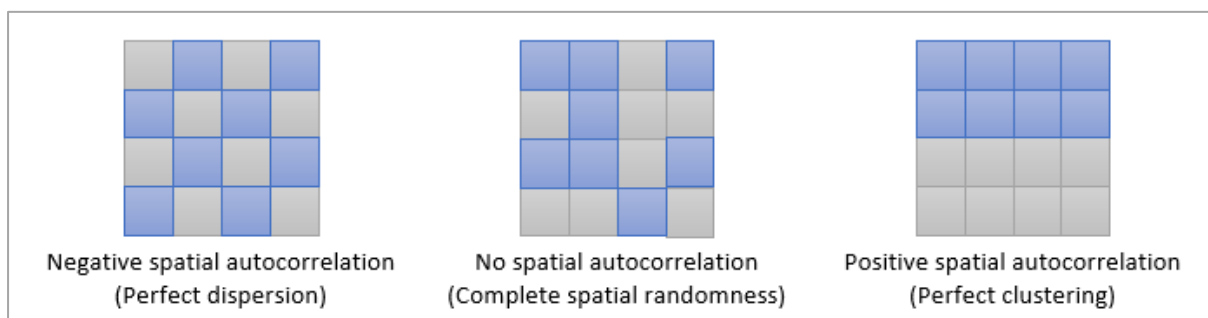 Negative spatial autocorrelation
(Perfect dispersion)
No spatial autocorrelation
(Complete spatial randomness)
Positive spatial autocorrelation
(Perfect clustering)